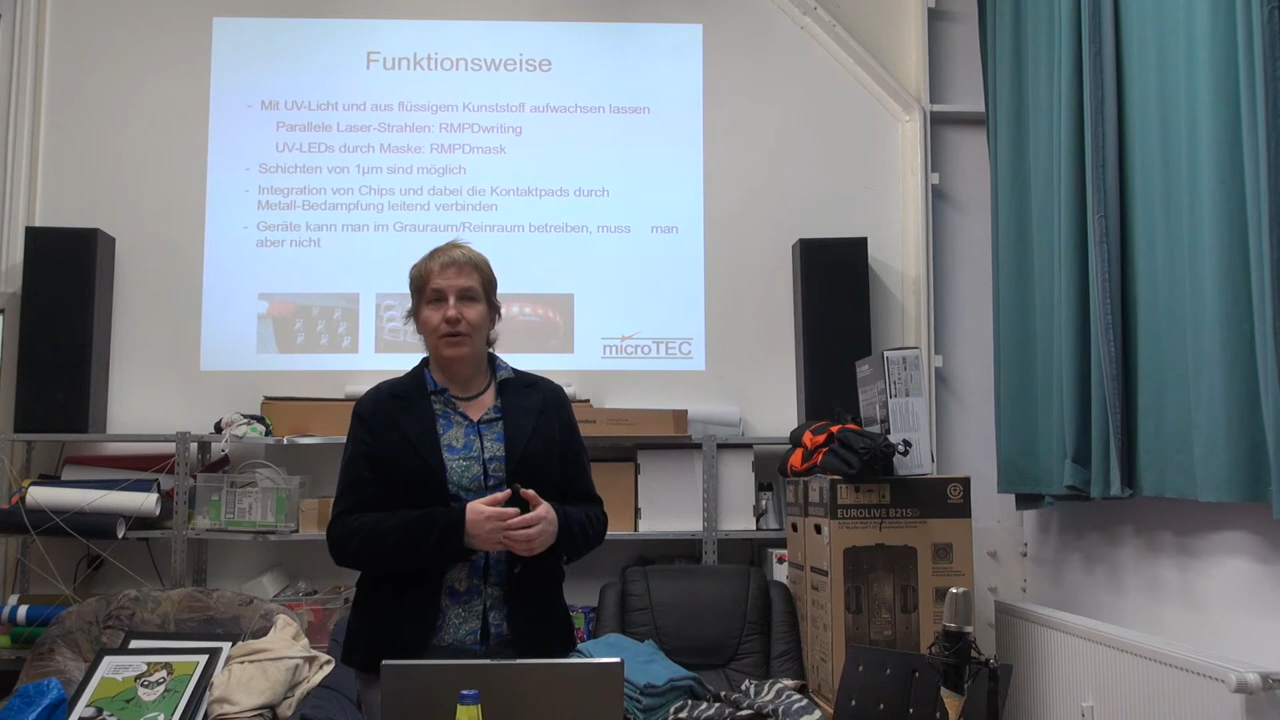 Funktionsweise
- Mit UV-Licht und aus flüssigem Kunststoff aufwachsen lassen
Parallele Laser-Strahlen: RMPDwriting
UV-LEDs durch Maske: RMPDmask
- Schichten von 1µm sind möglich
- Integration von Chips und dabei die Kontaktpads durch
Metall-Bedampfung leitend verbinden
- Geräte kann man im Grauraum/Reinraum betreiben, muss man
aber nicht
microTEC
EUROLIVE B215D